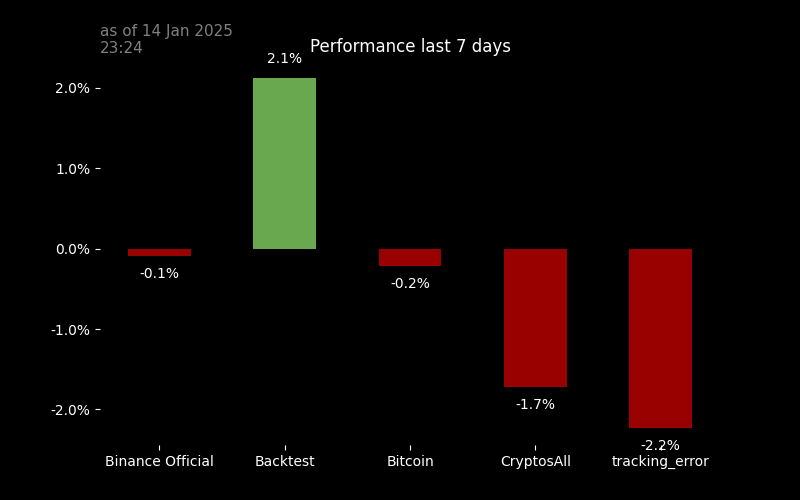 as of 14 Jan 2025
23:24
Performance last 7 days
2.1%
2.0%
1.0%
0.0%
-0.1%
-0.2%
-1.0%
-1.7%
-2.0%
-2.2%
Binance Official
Backtest
Bitcoin
CryptosAll
tracking_error